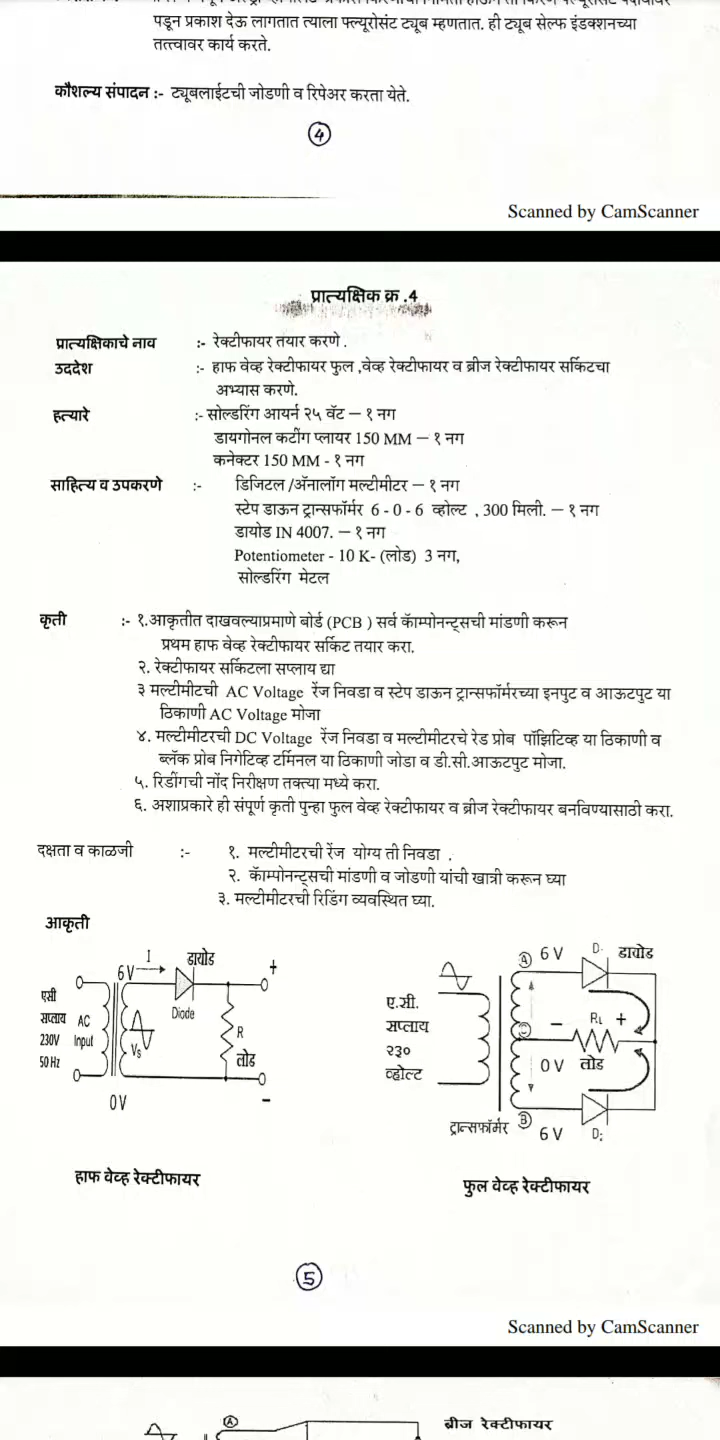 पडून प्रकाश देऊ लागतात त्याला फ्ल्यूरोसंट ट्यूब म्हणतात. ही ट्यूब सेल्फ इंडक्शनच्या
तत्त्वावर कार्य करते.
कौशल्य संपादन :- ट्यूबलाईटची जोडणी व रिपेअर करता येते.
4
Scanned by CamScanner
प्रात्यक्षिक क्र .4
प्रात्यक्षिकाचे नाव :- रेक्टीफायर तयार करणे .
उददेश :- हाफ वेव्ह रेक्टीफायर फुल ,वेव्ह रेक्टीफायर व ब्रीज रेक्टीफायर सर्किटचा
अभ्यास करणे.
हत्यारे :- सोल्डरिंग आयर्न २५ वॅट – १ नग
डायगोनल कटींग प्लायर 150 MM – १ नग
कनेक्टर 150 MM - १ नग
साहित्य व उपकरणे :- डिजिटल /ॲनालॉग मल्टीमीटर – १ नग
स्टेप डाऊन ट्रान्सफॉर्मर 6 - 0 - 6 व्होल्ट , 300 मिली. – १ नग
डायोड IN 4007. – १ नग
Potentiometer - 10 K- (लोड) 3 नग,
सोल्डरिंग मेटल
कृती :- १.आकृतीत दाखवल्याप्रमाणे बोर्ड (PCB ) सर्व कॅाम्पोनन्ट्सची मांडणी करून
प्रथम हाफ वेव्ह रेक्टीफायर सर्किट तयार करा.
२. रेक्टीफायर सर्किटला सप्लाय द्या
३ मल्टीमीटची AC Voltage रेंज निवडा व स्टेप डाऊन ट्रान्सफॉर्मरच्या इनपुट व आऊटपुट या
ठिकाणी AC Voltage मोजा
४. मल्टीमीटरची DC Voltage रेंज निवडा व मल्टीमीटरचे रेड प्रोब पॉझिटिव्ह या ठिकाणी व
ब्लॅक प्रोब निगेटिव्ह टर्मिनल या ठिकाणी जोडा व डी.सी.आऊटपुट मोजा.
५. रिडींगची नोंद निरीक्षण तक्त्या मध्ये करा.
६. अशाप्रकारे ही संपूर्ण कृती पुन्हा फुल वेव्ह रेक्टीफायर व ब्रीज रेक्टीफायर बनविण्यासाठी करा.
दक्षता व काळजी :- १. मल्टीमीटरची रेंज योग्य ती निवडा .
२. कॅाम्पोनन्ट्सची मांडणी व जोडणी यांची खात्री करून घ्या
३. मल्टीमीटरची रिडिंग व्यवस्थित घ्या.
आकृती
6V I डायोड +
एसी
सप्लाय AC
230V Input
50 Hz
Vs
Diode
R
लोड
0V –
हाफ वेव्ह रेक्टीफायर
A 6V D. डायोड
ए.सी.
सप्लाय
२३०
व्होल्ट
C – RL +
0V लोड
ट्रान्सफॉर्मर B 6V D2
फुल वेव्ह रेक्टीफायर
5
Scanned by CamScanner
A ब्रीज रेक्टीफायर